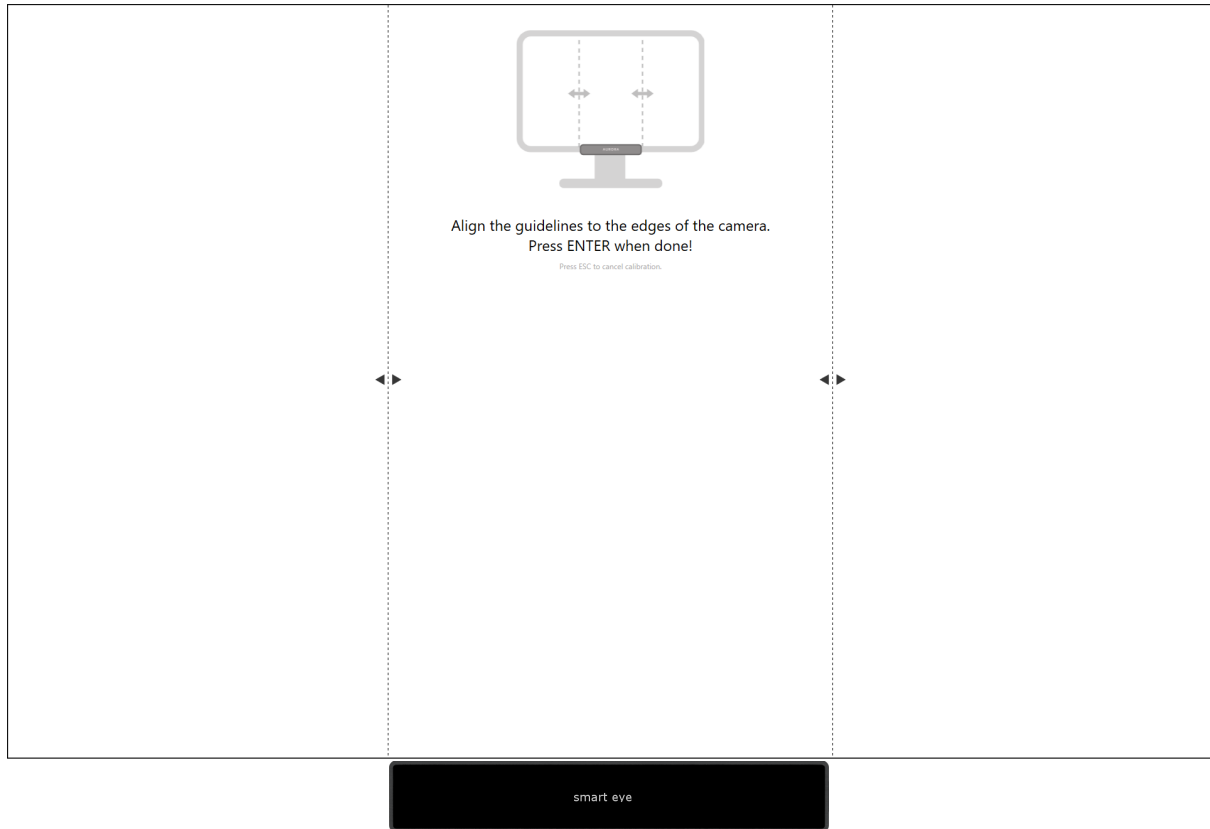 Align the guidelines to the edges of the camera.
Press ENTER when done!
Press ESC to cancel calibration.
smart eye